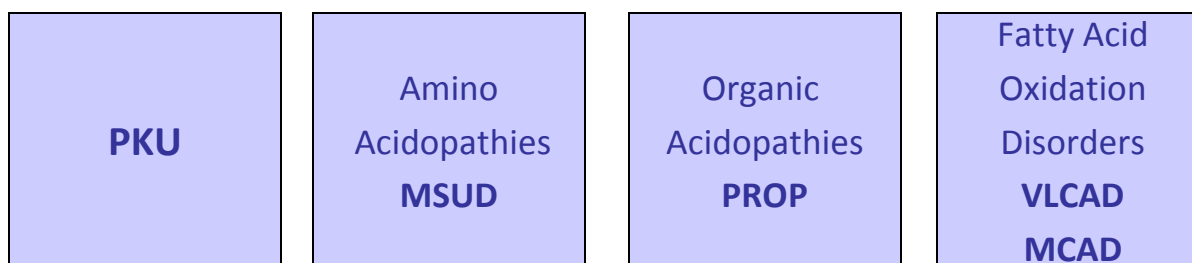 PKU
Amino
Acidopathies
MSUD
Organic
Acidopathies
PROP
Fatty Acid
Oxidation
Disorders
VLCAD
MCAD